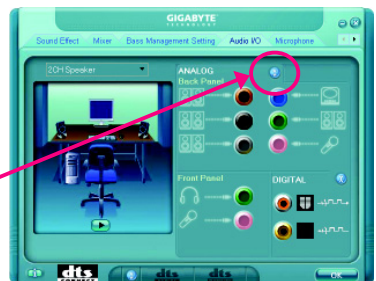 GIGABYTE
TECHNOLOGY
Sound Effect Mixer Bass Management Setting Audio I/O Microphone
2CH Speaker
ANALOG
Back Panel
Front Panel
DIGITAL
dts
CONNECT
dts
dts
OK